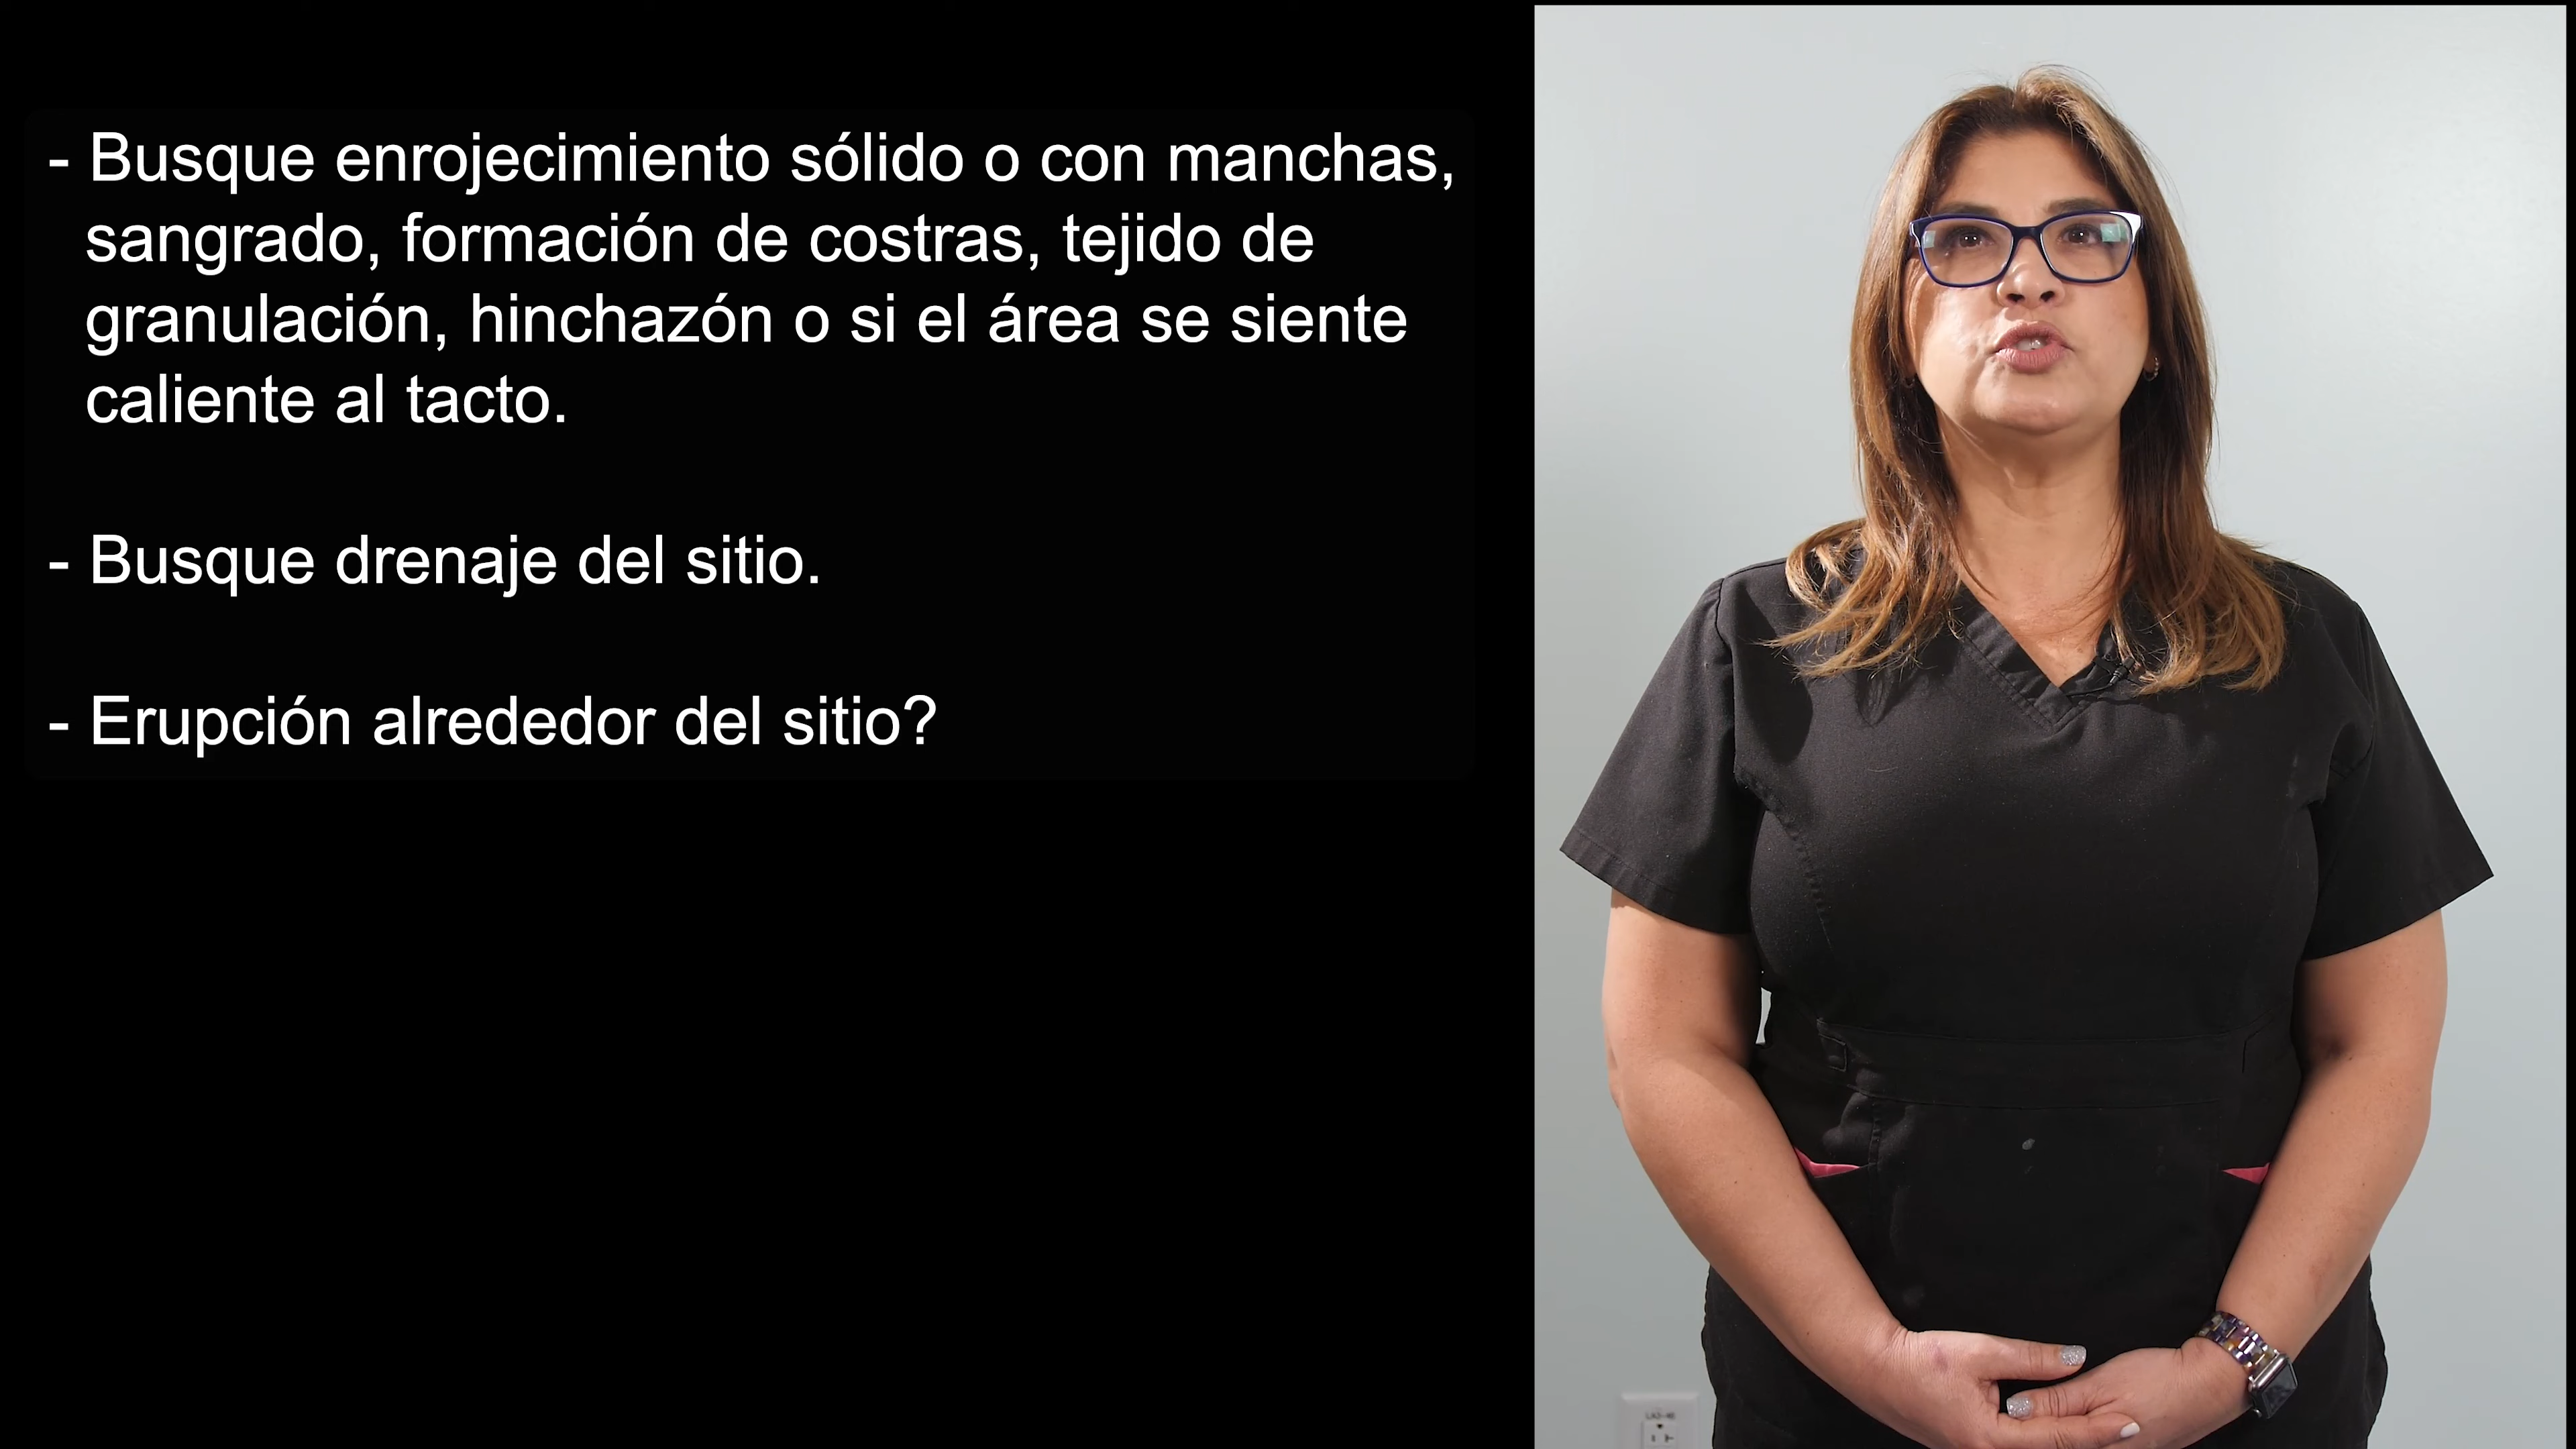 - Busque enrojecimiento sólido o con manchas,
sangrado, formación de costras, tejido de
granulación, hinchazón o si el área se siente
caliente al tacto.
- Busque drenaje del sitio.
- Erupción alrededor del sitio?